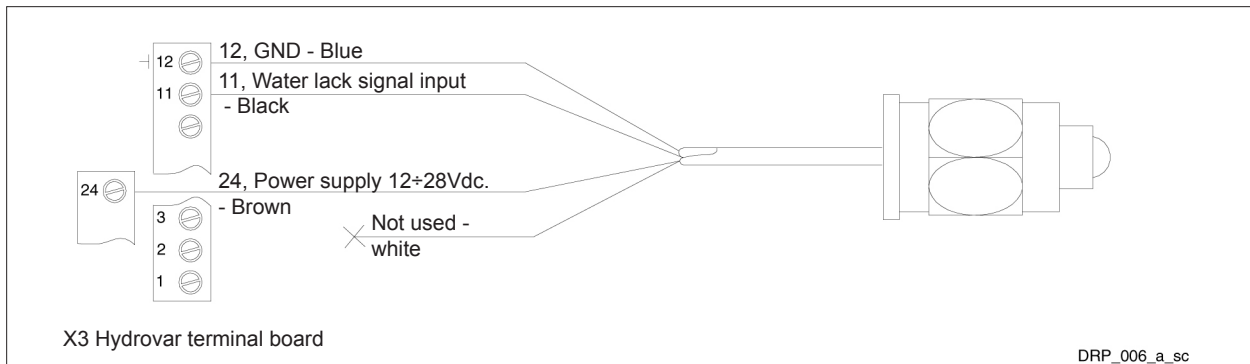 12
12, GND - Blue
11
11, Water lack signal input
- Black
24
24, Power supply 12÷28Vdc.
- Brown
3
Not used -
white
2
1
X3 Hydrovar terminal board
DRP_006_a_sc